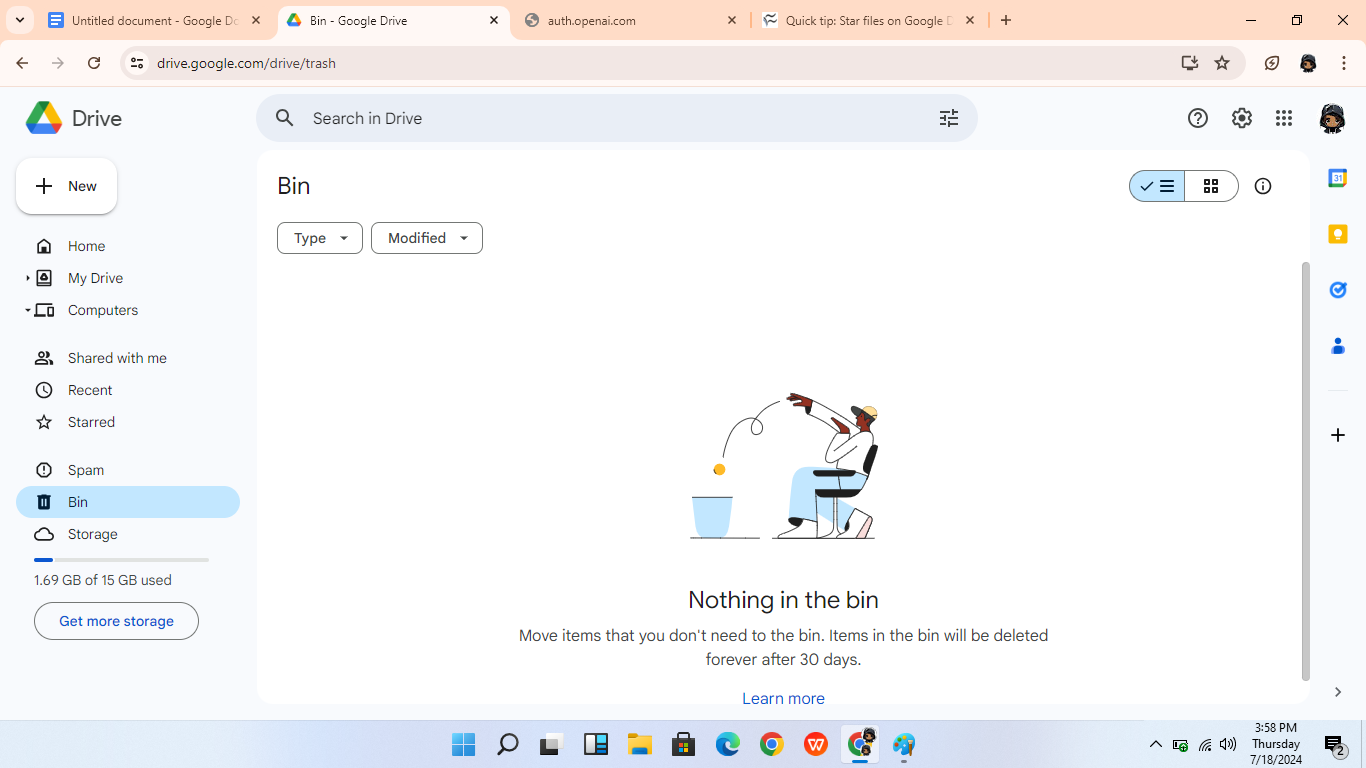 Untitled document - Google Do
Bin - Google Drive
auth.openai.com
Quick tip: Star files on Google D
drive.google.com/drive/trash
Drive
Search in Drive
New
Home
My Drive
Computers
Shared with me
Recent
Starred
Spam
Bin
Storage
1.69 GB of 15 GB used
Get more storage
Bin
Type
Modified
Nothing in the bin
Move items that you don't need to the bin. Items in the bin will be deleted
forever after 30 days.
Learn more
31
W
3:58 PM
Thursday
7/18/2024
2